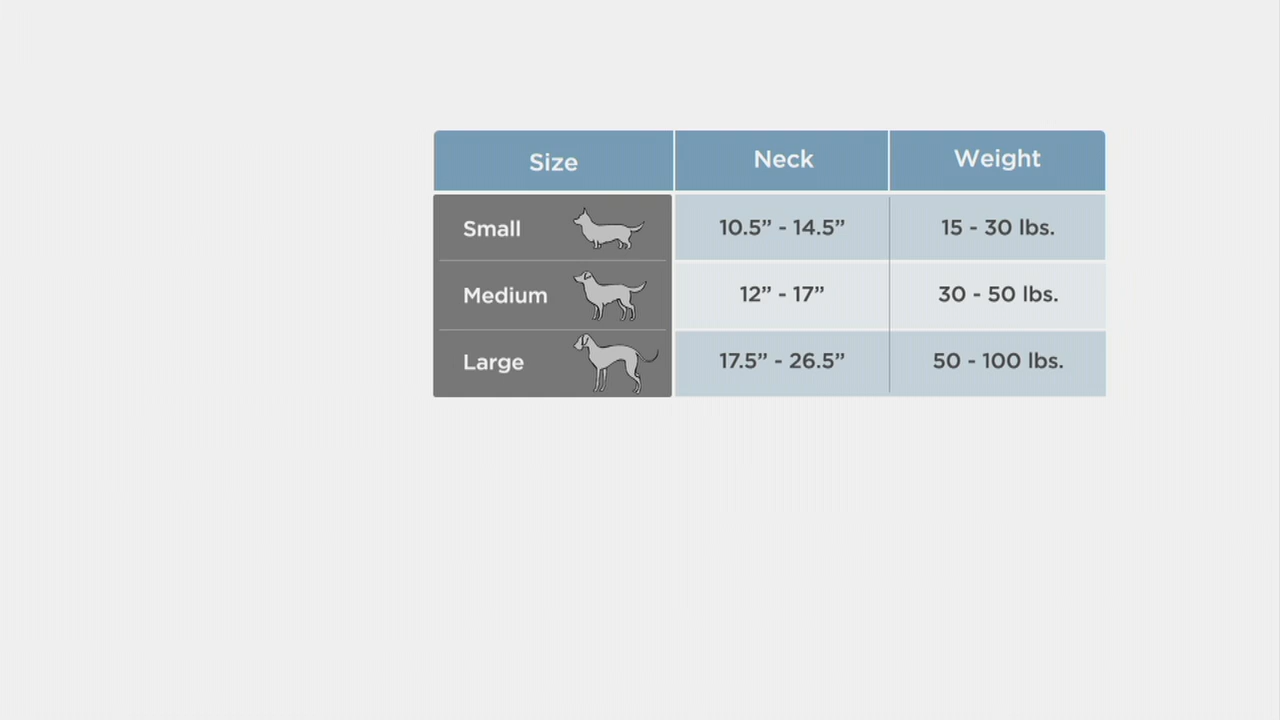 Size Neck Weight
Small 10.5” - 14.5” 15 - 30 lbs.
Medium 12” - 17” 30 - 50 lbs.
Large 17.5” - 26.5” 50 - 100 lbs.